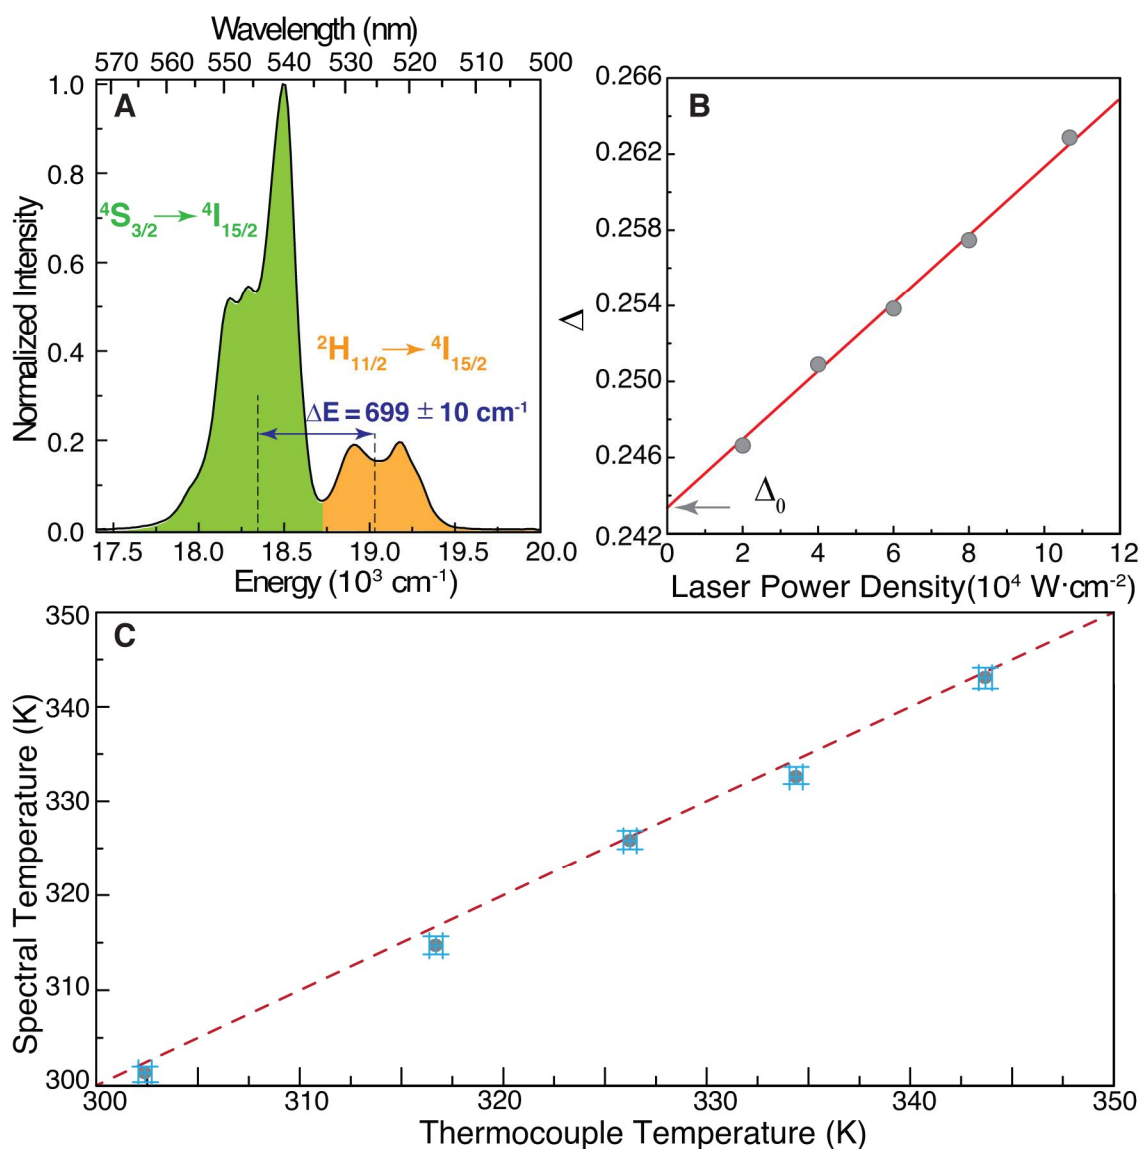 Wavelength (nm)
570 560 550 540 530 520 510 500
A
1.0
0.8
0.6
0.4
0.2
0.0
Normalized Intensity
⁴S₃/₂ → ⁴I₁₅/₂
²H₁₁/₂ → ⁴I₁₅/₂
ΔE = 699 ± 10 cm⁻¹
17.5 18.0 18.5 19.0 19.5 20.0
Energy (10³ cm⁻¹)
B
0.266
0.262
0.258
0.254
0.250
0.246
0.242
Δ
Δ₀
0 2 4 6 8 10 12
Laser Power Density(10⁴ W·cm⁻²)
C
350
340
330
320
310
300
Spectral Temperature (K)
300 310 320 330 340 350
Thermocouple Temperature (K)